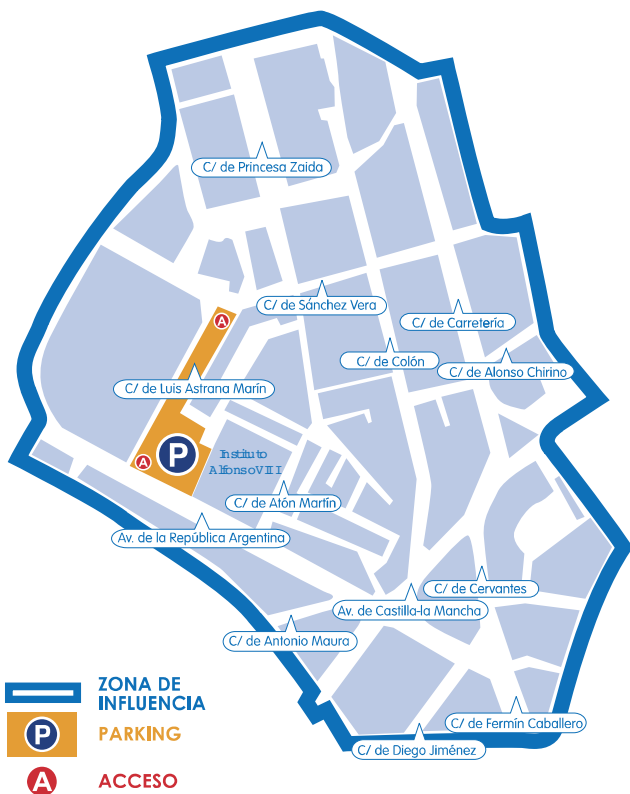 C/ de Princesa Zaida
C/ de Sánchez Vera
A
C/ de Carretería
C/ de Colón
C/ de Alonso Chirino
C/ de Luis Astrana Marín
P
A
Instituto
Alfonso VIII
C/ de Atón Martín
Av. de la República Argentina
C/ de Cervantes
Av. de Castilla-la Mancha
C/ de Antonio Maura
C/ de Fermín Caballero
C/ de Diego Jiménez
ZONA DE
INFLUENCIA
P PARKING
A ACCESO